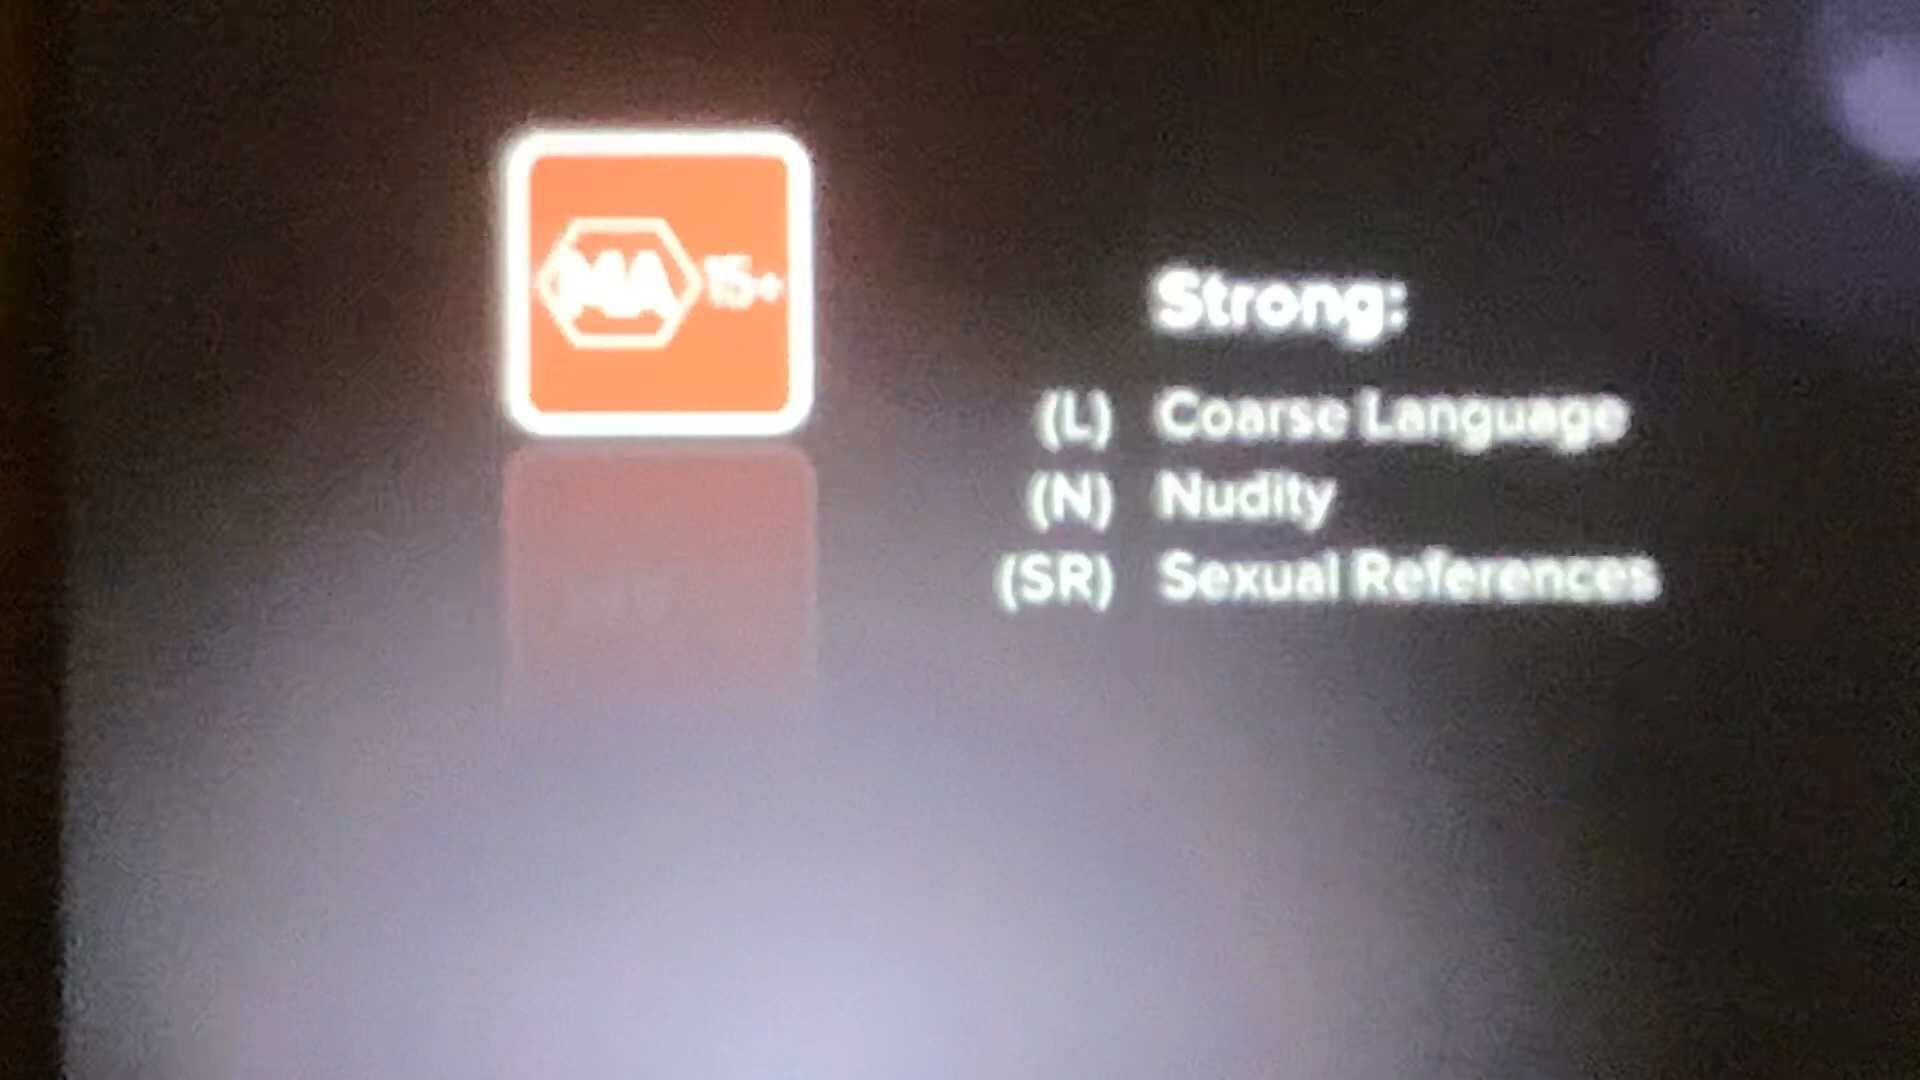 MA 15+
Strong:
(L) Coarse Language
(N) Nudity
(SR) Sexual References